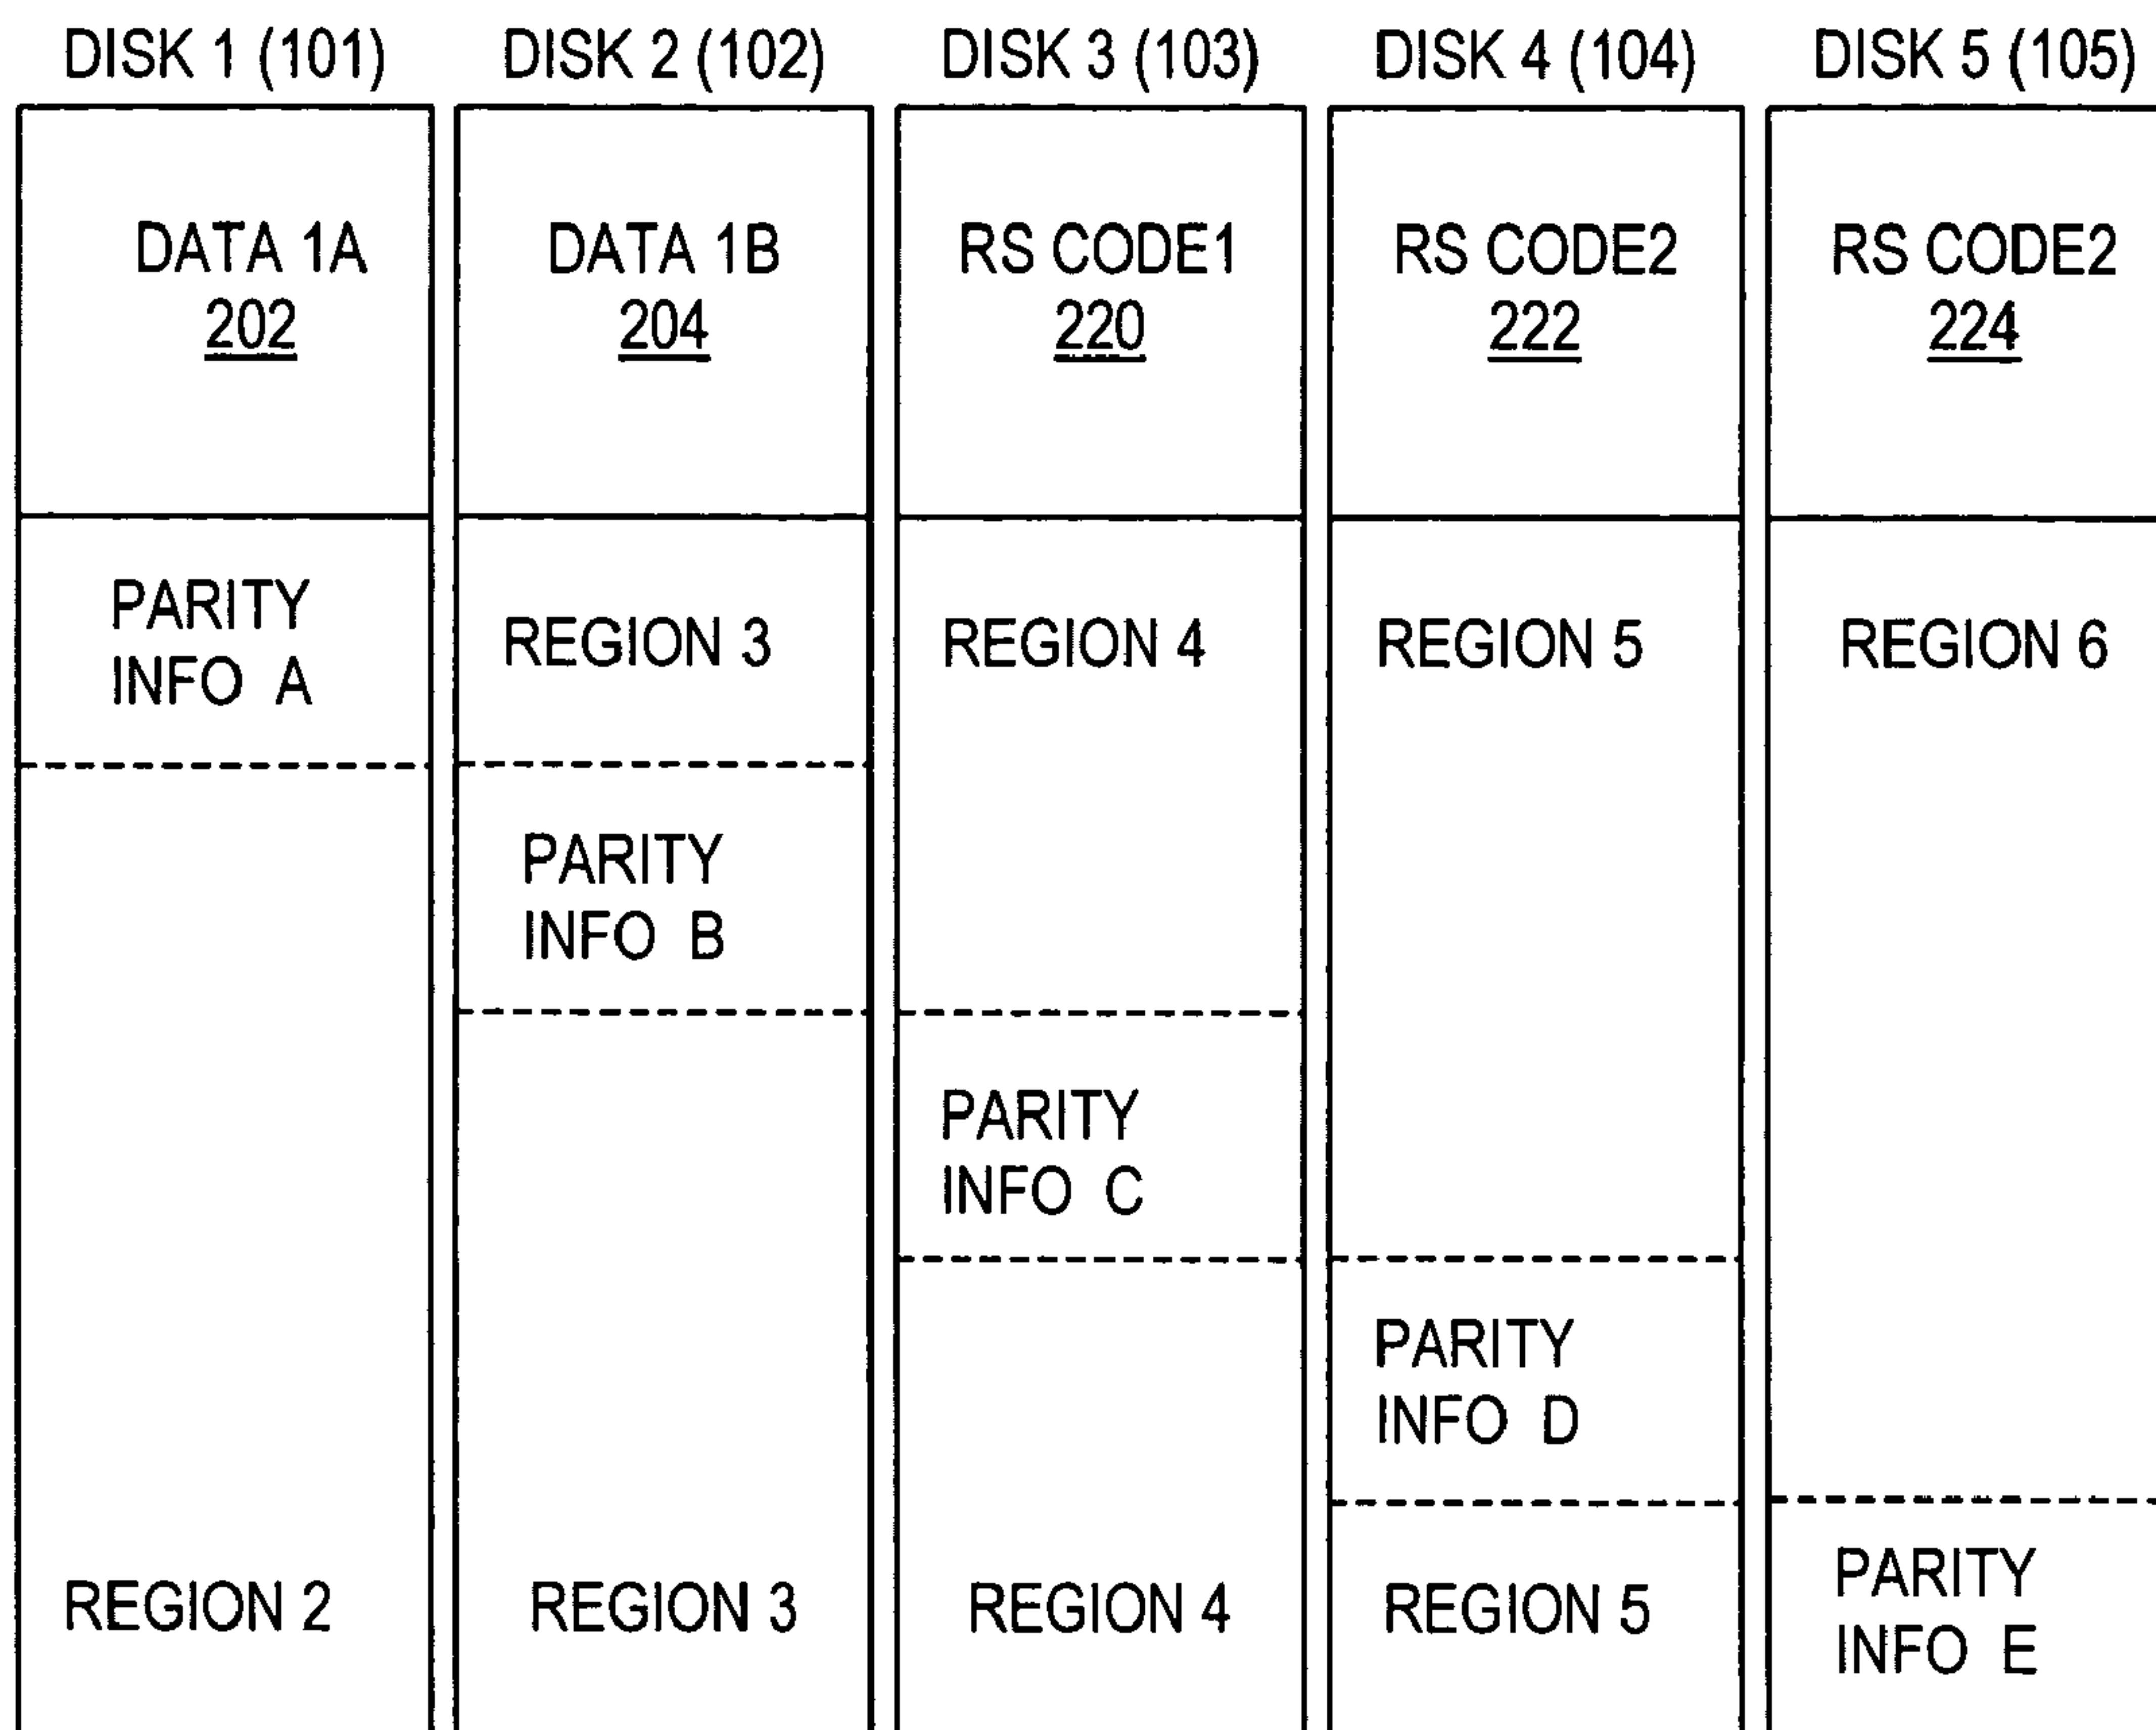 DISK 1 (101)
DISK 2 (102)
DISK 3 (103)
DISK 4 (104)
DISK 5 (105)
DATA 1A
202
DATA 1B
204
RS CODE1
220
RS CODE2
222
RS CODE2
224
PARITY
INFO A
REGION 3
REGION 4
REGION 5
REGION 6
PARITY
INFO B
PARITY
INFO C
PARITY
INFO D
REGION 2
REGION 3
REGION 4
REGION 5
PARITY
INFO E